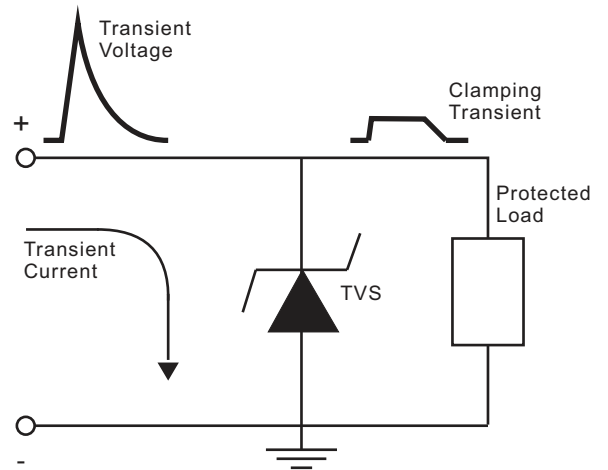 Transient
Voltage
Clamping
Transient
+
Protected
Load
Transient
Current
TVS
-